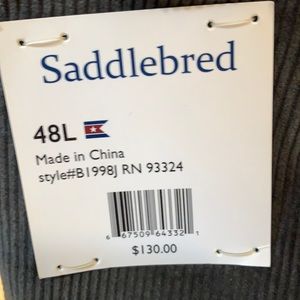 Saddlebred
48L
Made in China
style#B1998J RN 93324
6 67509 64332 1
$130.00